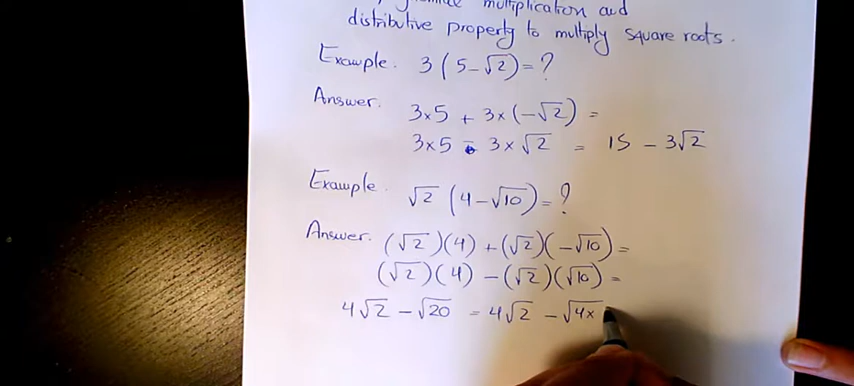 multiplication and
distributive property to multiply square roots.
Example. 3 (5-√2) = ?
Answer. 3×5 + 3×(-√2) =
3×5 - 3×√2 = 15 - 3√2
Example. √2 (4-√10) = ?
Answer. (√2)(4) + (√2)(-√10) =
(√2)(4) - (√2)(√10) =
4√2 - √20 = 4√2 - √4×